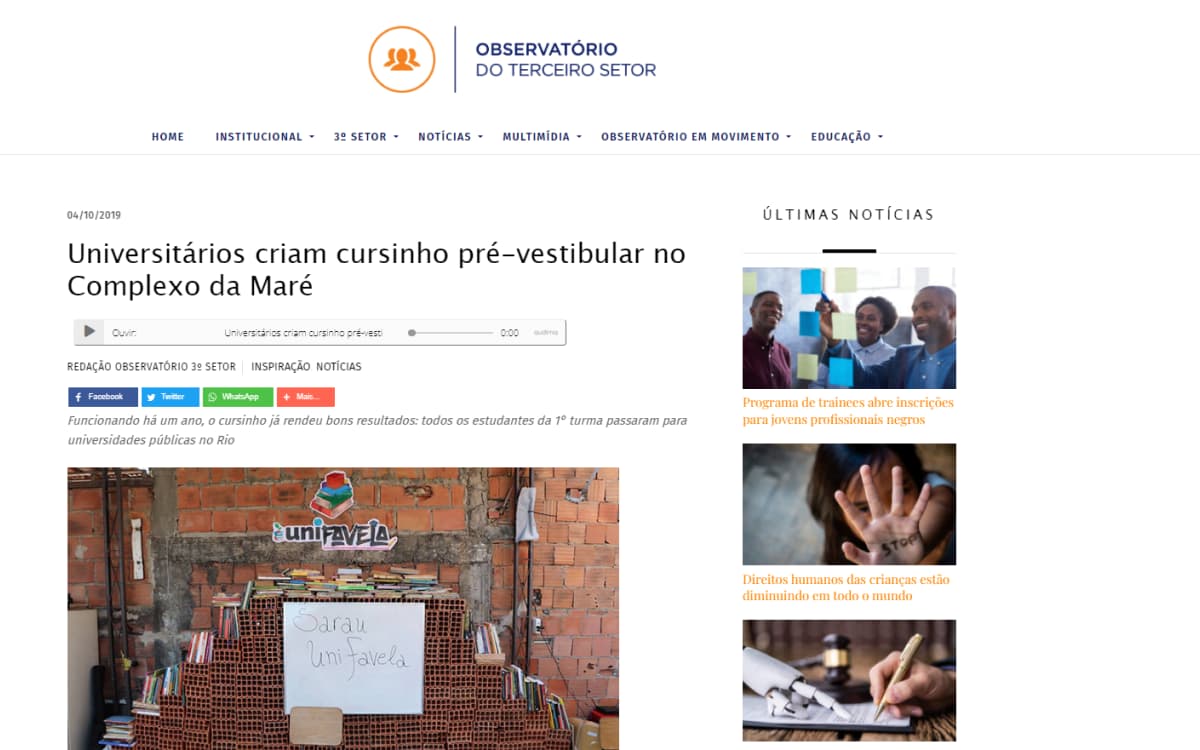 OBSERVATÓRIO
DO TERCEIRO SETOR
HOME INSTITUCIONAL 3º SETOR NOTÍCIAS MULTIMÍDIA OBSERVATÓRIO EM MOVIMENTO EDUCAÇÃO
04/10/2019
Universitários criam cursinho pré-vestibular no
Complexo da Maré
Ouvir: Universitários criam cursinho pré-vesti 0:00 audima
REDAÇÃO OBSERVATÓRIO 3º SETOR INSPIRAÇÃO NOTÍCIAS
Facebook Twitter WhatsApp Mais...
Funcionando há um ano, o cursinho já rendeu bons resultados: todos os estudantes da 1º turma passaram para
universidades públicas no Rio
uniFAVELA
Sarau
UniFavela
ÚLTIMAS NOTÍCIAS
Programa de trainees abre inscrições
para jovens profissionais negros
STOP
Direitos humanos das crianças estão
diminuindo em todo o mundo